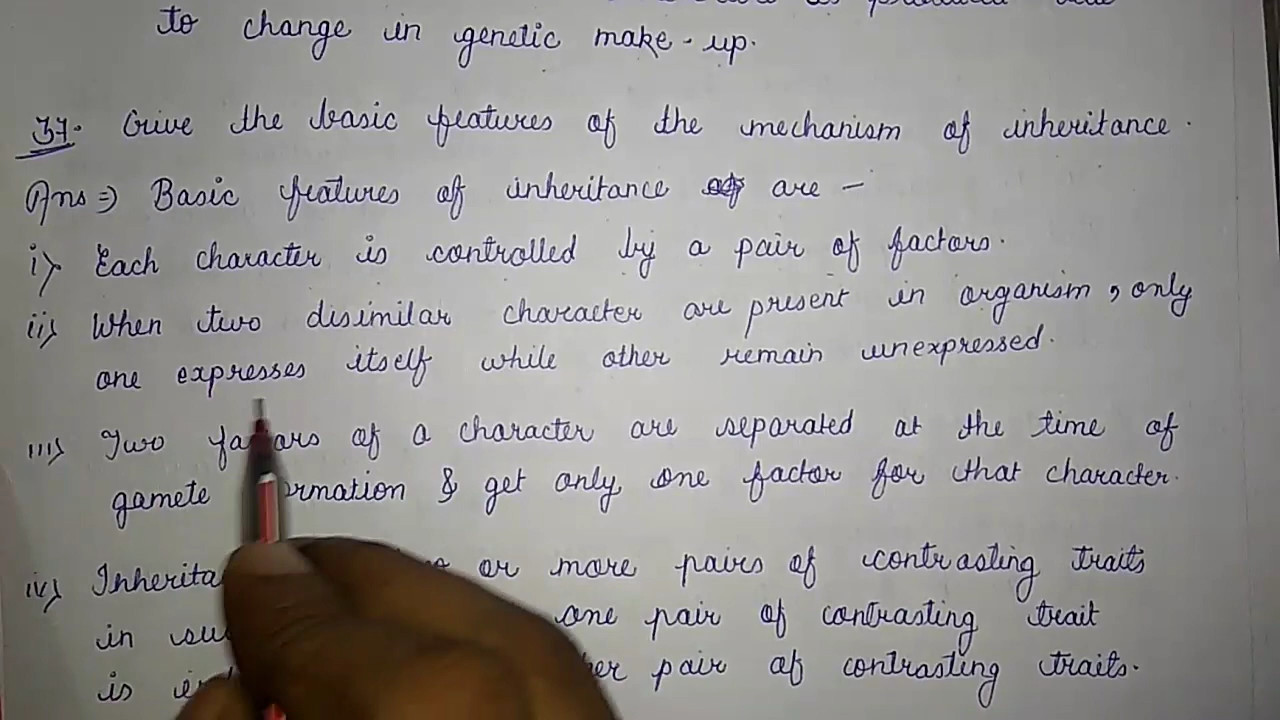 to change in genetic make-up.
37. Give the basic features of the mechanism of inheritance.
Ans ⇒ Basic features of inheritance are –
i) Each character is controlled by a pair of factors.
ii) When two disimilar character are present in organism, only
one expresses itself while other remain unexpressed.
iii) Two of a character are separated at the time of
gamete & get only one factor for that character.
iv) or more pairs of contrasting traits
in one pair of contrasting trait
is pair of contrasting traits.